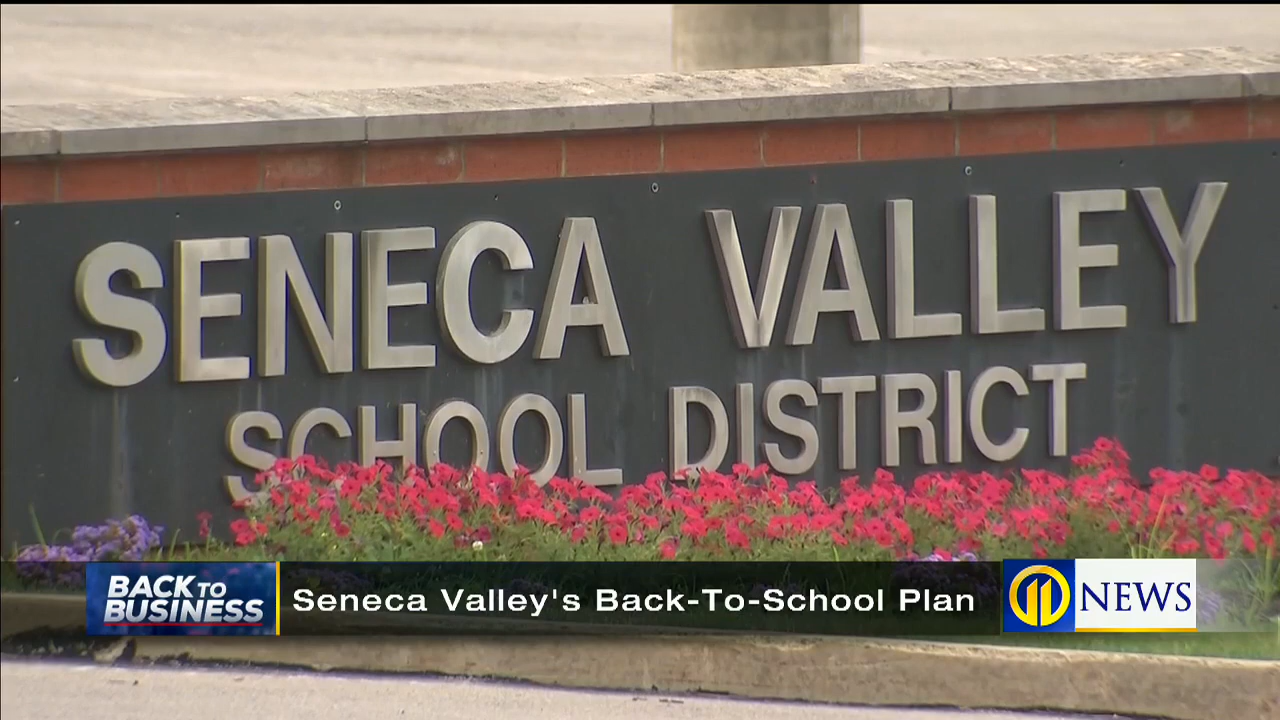 SENECA VALLEY
SCHOOL DISTRICT
BACK TO
BUSINESS
Seneca Valley's Back-To-School Plan
11 NEWS